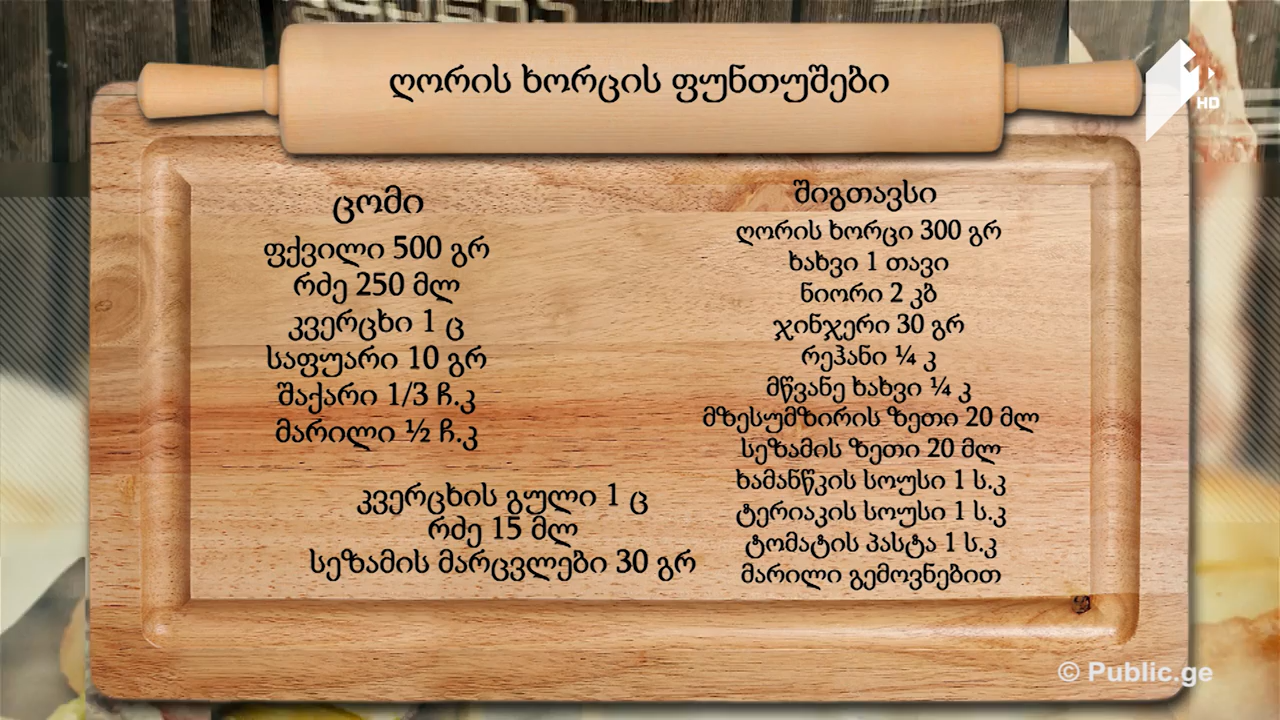 ღორის ხორცის ფუნთუშები
HD
ცომი
ფქვილი 500 გრ
რძე 250 მლ
კვერცხი 1 ც
საფუარი 10 გრ
შაქარი 1/3 ჩ.კ
მარილი ½ ჩ.კ
კვერცხის გული 1 ც
რძე 15 მლ
სეზამის მარცვლები 30 გრ
შიგთავსი
ღორის ხორცი 300 გრ
ხახვი 1 თავი
ნიორი 2 კბ
ჯინჯერი 30 გრ
რეჰანი ¼ კ
მწვანე ხახვი ¼ კ
მზესუმზირის ზეთი 20 მლ
სეზამის ზეთი 20 მლ
ხამანწკის სოუსი 1 ს.კ
ტერიაკის სოუსი 1 ს.კ
ტომატის პასტა 1 ს.კ
მარილი გემოვნებით
© Public.ge